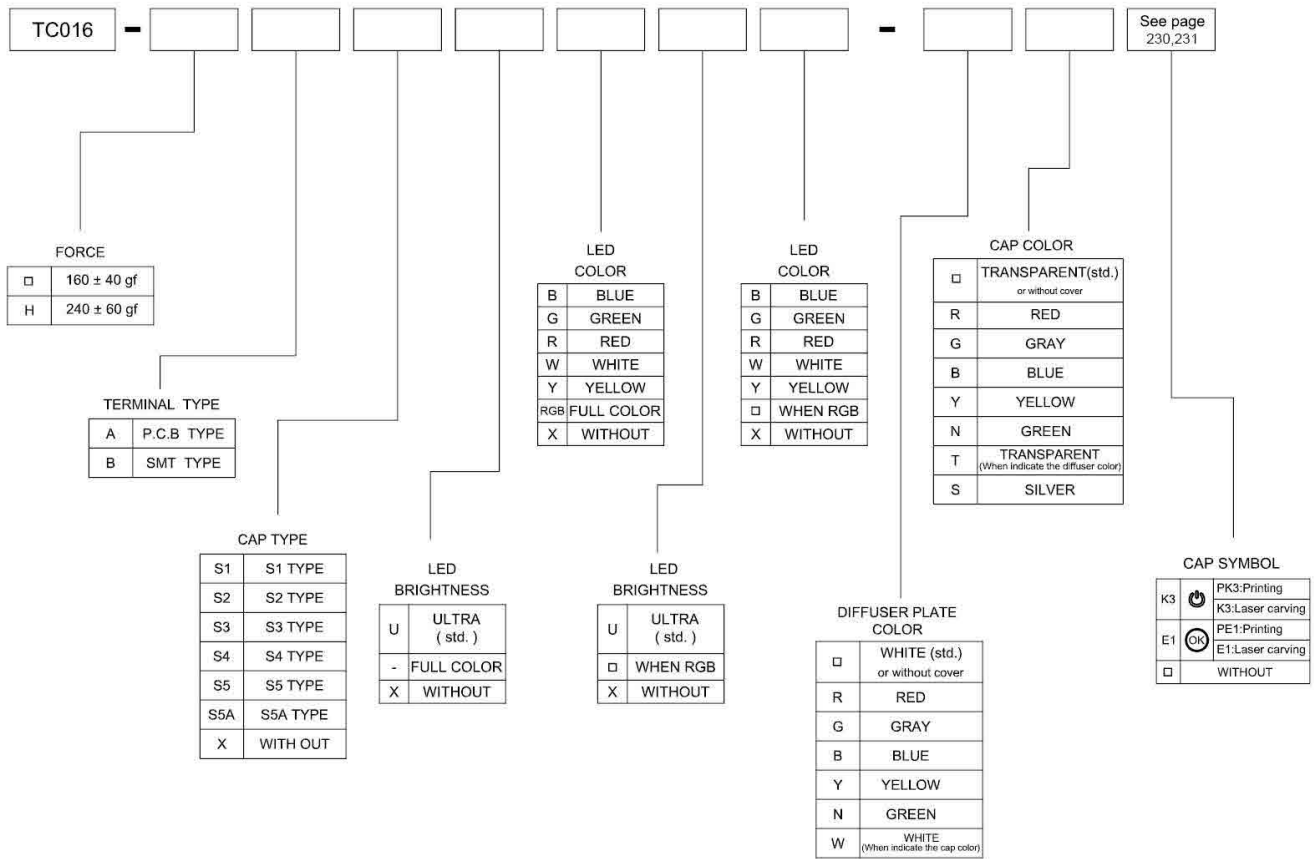 TC016 - - See page
230,231
FORCE
□ 160 ± 40 gf
H 240 ± 60 gf
TERMINAL TYPE
A P.C.B TYPE
B SMT TYPE
CAP TYPE
S1 S1 TYPE
S2 S2 TYPE
S3 S3 TYPE
S4 S4 TYPE
S5 S5 TYPE
S5A S5A TYPE
X WITH OUT
LED
BRIGHTNESS
U ULTRA
( std. )
- FULL COLOR
X WITHOUT
LED
COLOR
B BLUE
G GREEN
R RED
W WHITE
Y YELLOW
RGB FULL COLOR
X WITHOUT
LED
BRIGHTNESS
U ULTRA
( std. )
□ WHEN RGB
X WITHOUT
LED
COLOR
B BLUE
G GREEN
R RED
W WHITE
Y YELLOW
□ WHEN RGB
X WITHOUT
DIFFUSER PLATE
COLOR
□ WHITE (std.)
or without cover
R RED
G GRAY
B BLUE
Y YELLOW
N GREEN
W WHITE
(When indicate the cap color)
CAP COLOR
□ TRANSPARENT(std.)
or without cover
R RED
G GRAY
B BLUE
Y YELLOW
N GREEN
T TRANSPARENT
(When indicate the diffuser color)
S SILVER
CAP SYMBOL
K3 PK3:Printing
K3:Laser carving
E1 OK PE1:Printing
E1:Laser carving
□ WITHOUT